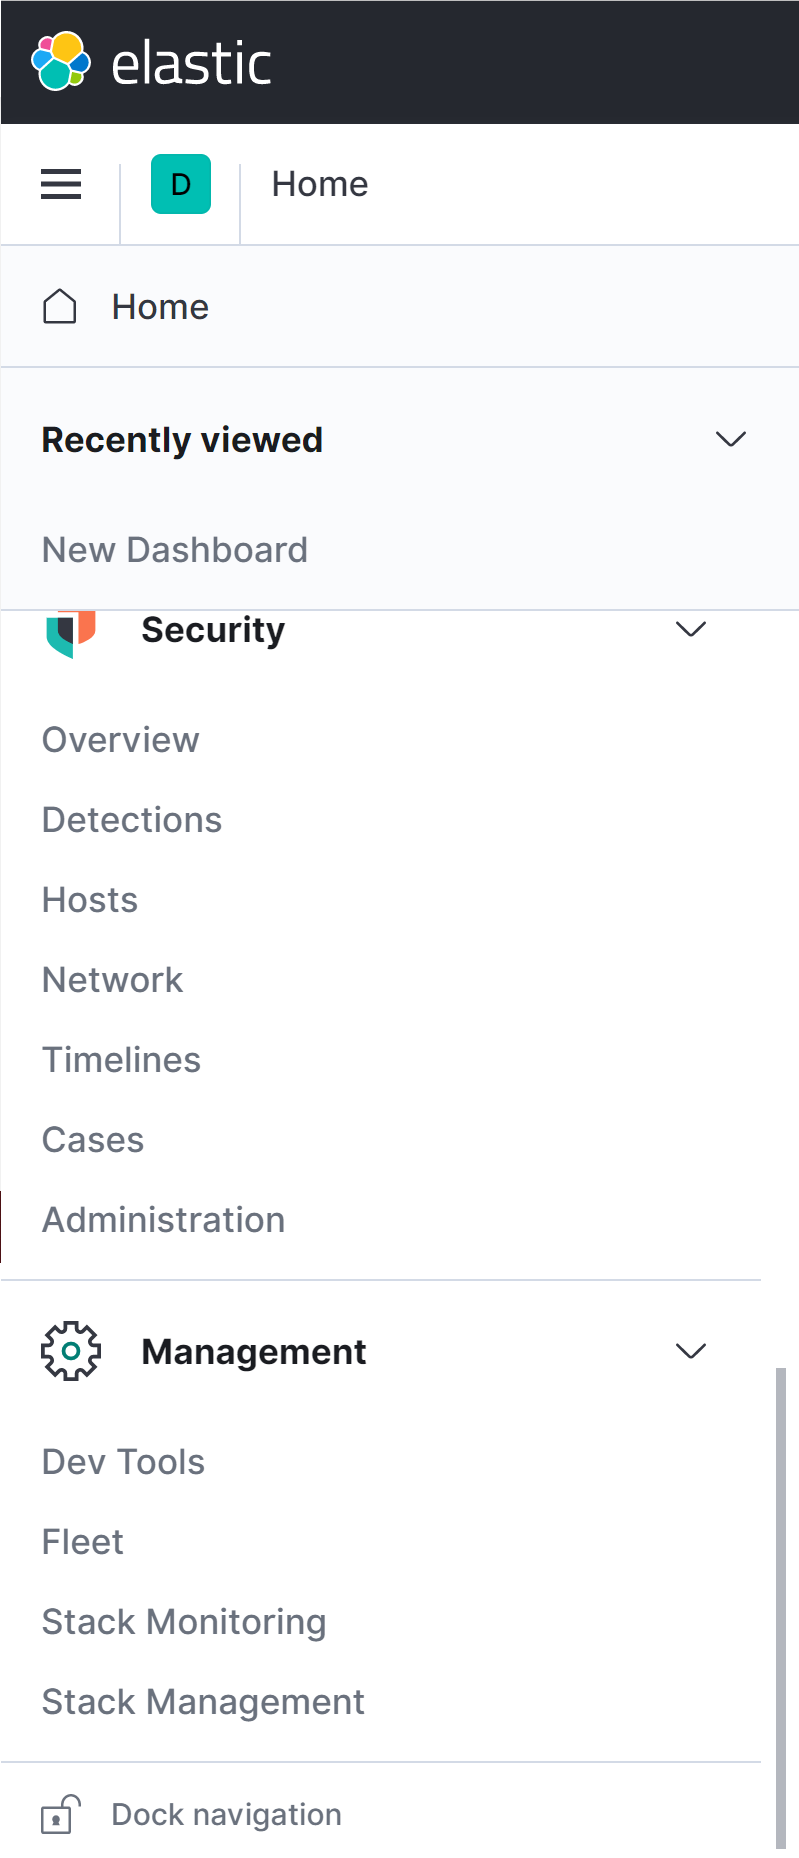 elastic
D Home
Home
Recently viewed
New Dashboard
Security
Overview
Detections
Hosts
Network
Timelines
Cases
Administration
Management
Dev Tools
Fleet
Stack Monitoring
Stack Management
Dock navigation